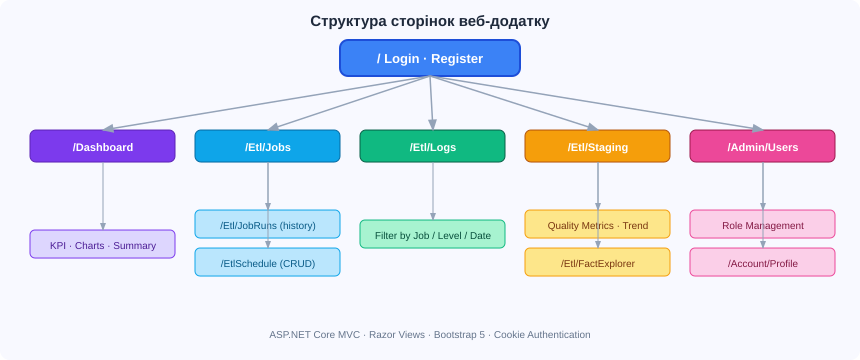 Структура сторінок веб-додатку
/ Login · Register
/Dashboard
/Etl/Jobs
/Etl/Logs
/Etl/Staging
/Admin/Users
KPI · Charts · Summary
/Etl/JobRuns (history)
/EtlSchedule (CRUD)
Filter by Job / Level / Date
Quality Metrics · Trend
/Etl/FactExplorer
Role Management
/Account/Profile
ASP.NET Core MVC · Razor Views · Bootstrap 5 · Cookie Authentication